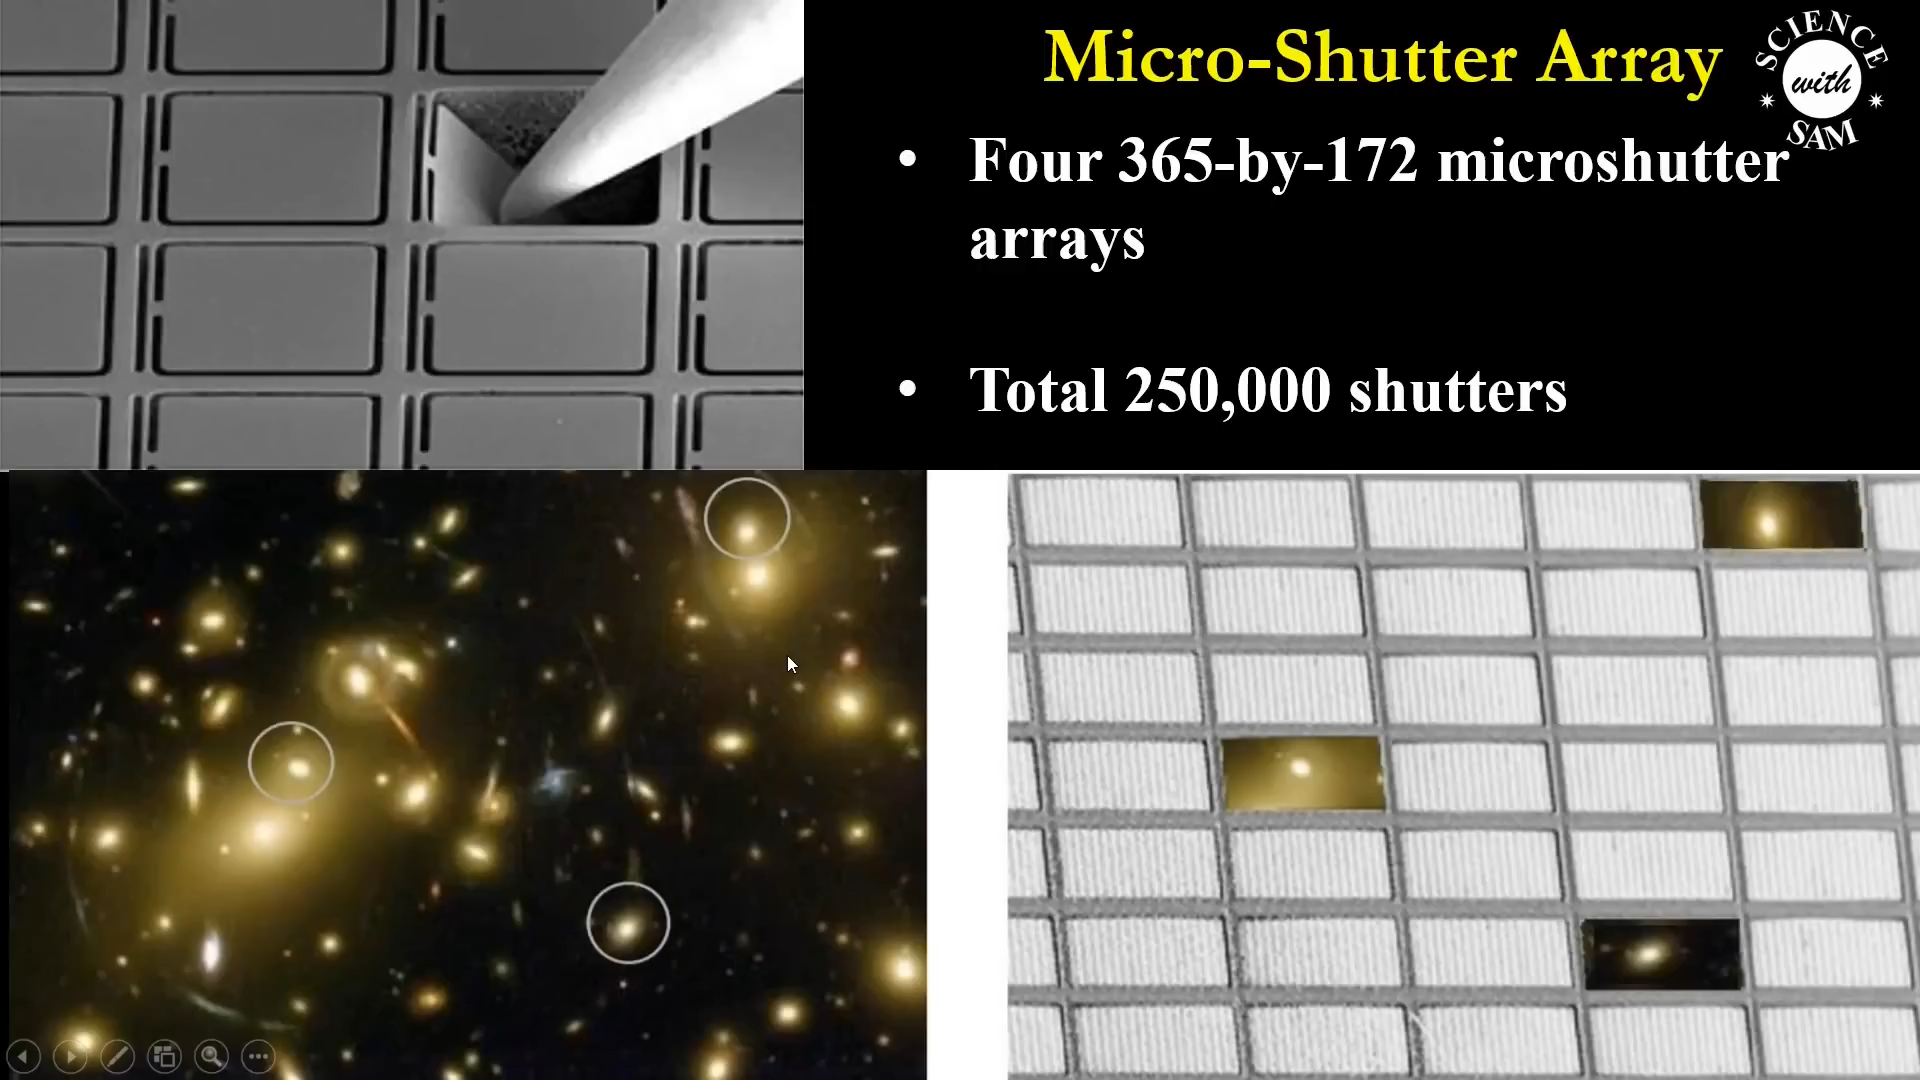 Micro-Shutter Array
SCIENCE
with
SAM
• Four 365-by-172 microshutter
arrays
• Total 250,000 shutters